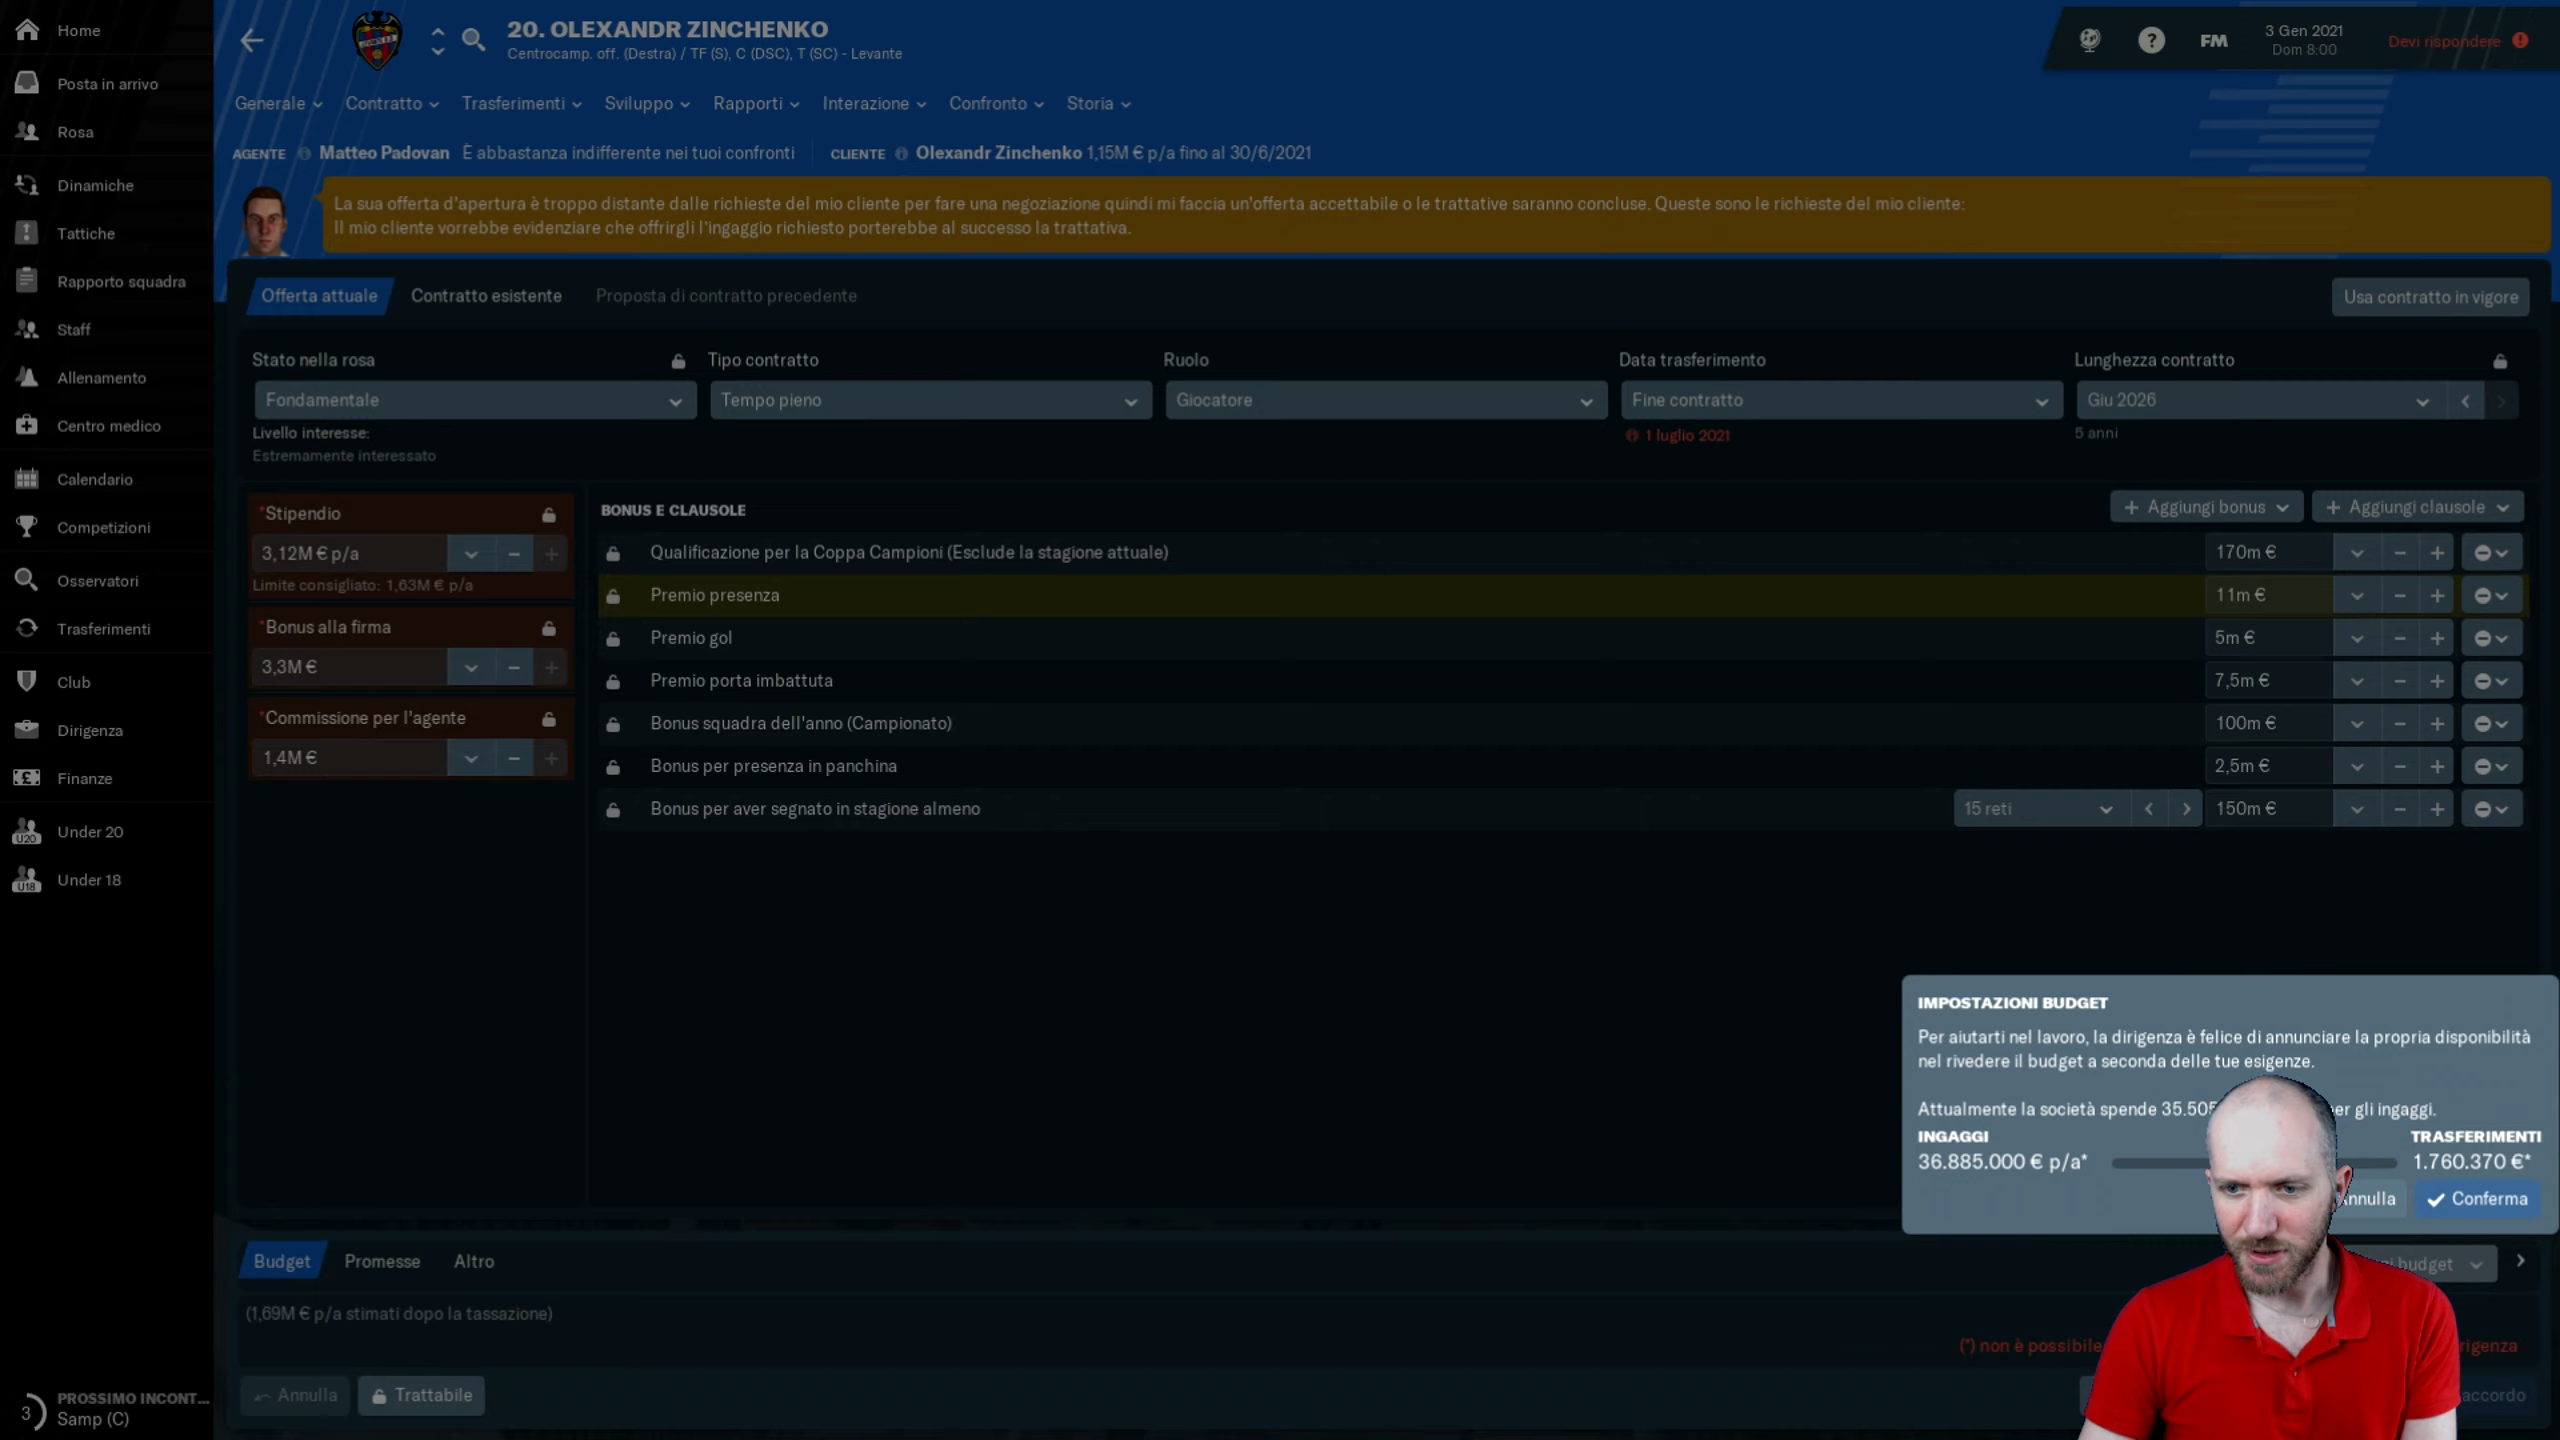 Home
Posta in arrivo
Rosa
Dinamiche
Tattiche
Rapporto squadra
Staff
Allenamento
Centro medico
Calendario
Competizioni
Osservatori
Trasferimenti
Club
Dirigenza
Finanze
U20 Under 20
U18 Under 18
3 PROSSIMO INCONT...
Samp (C)
20. OLEXANDR ZINCHENKO
Centrocamp. off. (Destra) / TF (S), C (DSC), T (SC) - Levante
FM
3 Gen 2021
Dom 8:00
Devi rispondere
Generale Contratto Trasferimenti Sviluppo Rapporti Interazione Confronto Storia
AGENTE Matteo Padovan È abbastanza indifferente nei tuoi confronti CLIENTE Olexandr Zinchenko 1,15M € p/a fino al 30/6/2021
La sua offerta d'apertura è troppo distante dalle richieste del mio cliente per fare una negoziazione quindi mi faccia un'offerta accettabile o le trattative saranno concluse. Queste sono le richieste del mio cliente:
Il mio cliente vorrebbe evidenziare che offrirgli l'ingaggio richiesto porterebbe al successo la trattativa.
Offerta attuale Contratto esistente Proposta di contratto precedente Usa contratto in vigore
Stato nella rosa Tipo contratto Ruolo Data trasferimento Lunghezza contratto
Fondamentale Tempo pieno Giocatore Fine contratto Giu 2026
Livello interesse: 1 luglio 2021 5 anni
Estremamente interessato
*Stipendio
3,12M € p/a
Limite consigliato: 1,63M € p/a
*Bonus alla firma
3,3M €
*Commissione per l'agente
1,4M €
BONUS E CLAUSOLE + Aggiungi bonus + Aggiungi clausole
Qualificazione per la Coppa Campioni (Esclude la stagione attuale) 170m €
Premio presenza 11m €
Premio gol 5m €
Premio porta imbattuta 7,5m €
Bonus squadra dell'anno (Campionato) 100m €
Bonus per presenza in panchina 2,5m €
Bonus per aver segnato in stagione almeno 15 reti 150m €
IMPOSTAZIONI BUDGET
Per aiutarti nel lavoro, la dirigenza è felice di annunciare la propria disponibilità
nel rivedere il budget a seconda delle tue esigenze.
Attualmente la società spende 35.505 er gli ingaggi.
INGAGGI TRASFERIMENTI
36.885.000 € p/a* 1.760.370 €*
nnulla Conferma
Budget Promesse Altro budget
(1,69M € p/a stimati dopo la tassazione)
(*) non è possibile rigenza
Annulla Trattabile accordo